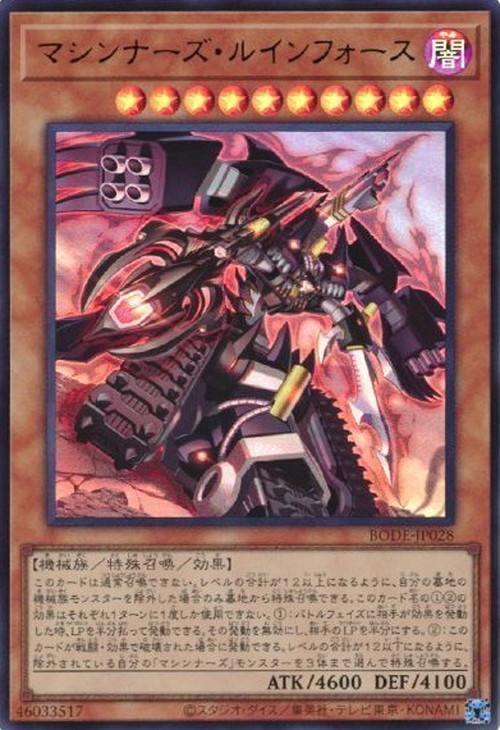 マシンナーズ・ルインフォース
闇
BODE-JP028
【機械族/特殊召喚/効果】
このカードは通常召喚できない。レベルの合計が12以上になるように、自分の墓地の
機械族モンスターを除外した場合のみ墓地から特殊召喚できる。このカード名の①②の
効果はそれぞれ1ターンに1度しか使用できない。①:バトルフェイズに相手が効果を発動
した時、LPを半分払って発動できる。その発動を無効にし、相手のLPを半分にする。②:この
カードが戦闘・効果で破壊された場合に発動できる。レベルの合計が12以下になるように、
除外されている自分の「マシンナーズ」モンスターを3体まで選んで特殊召喚する。
ATK/4600 DEF/4100
46033517
©スタジオ・ダイス/集英社・テレビ東京・KONAMI